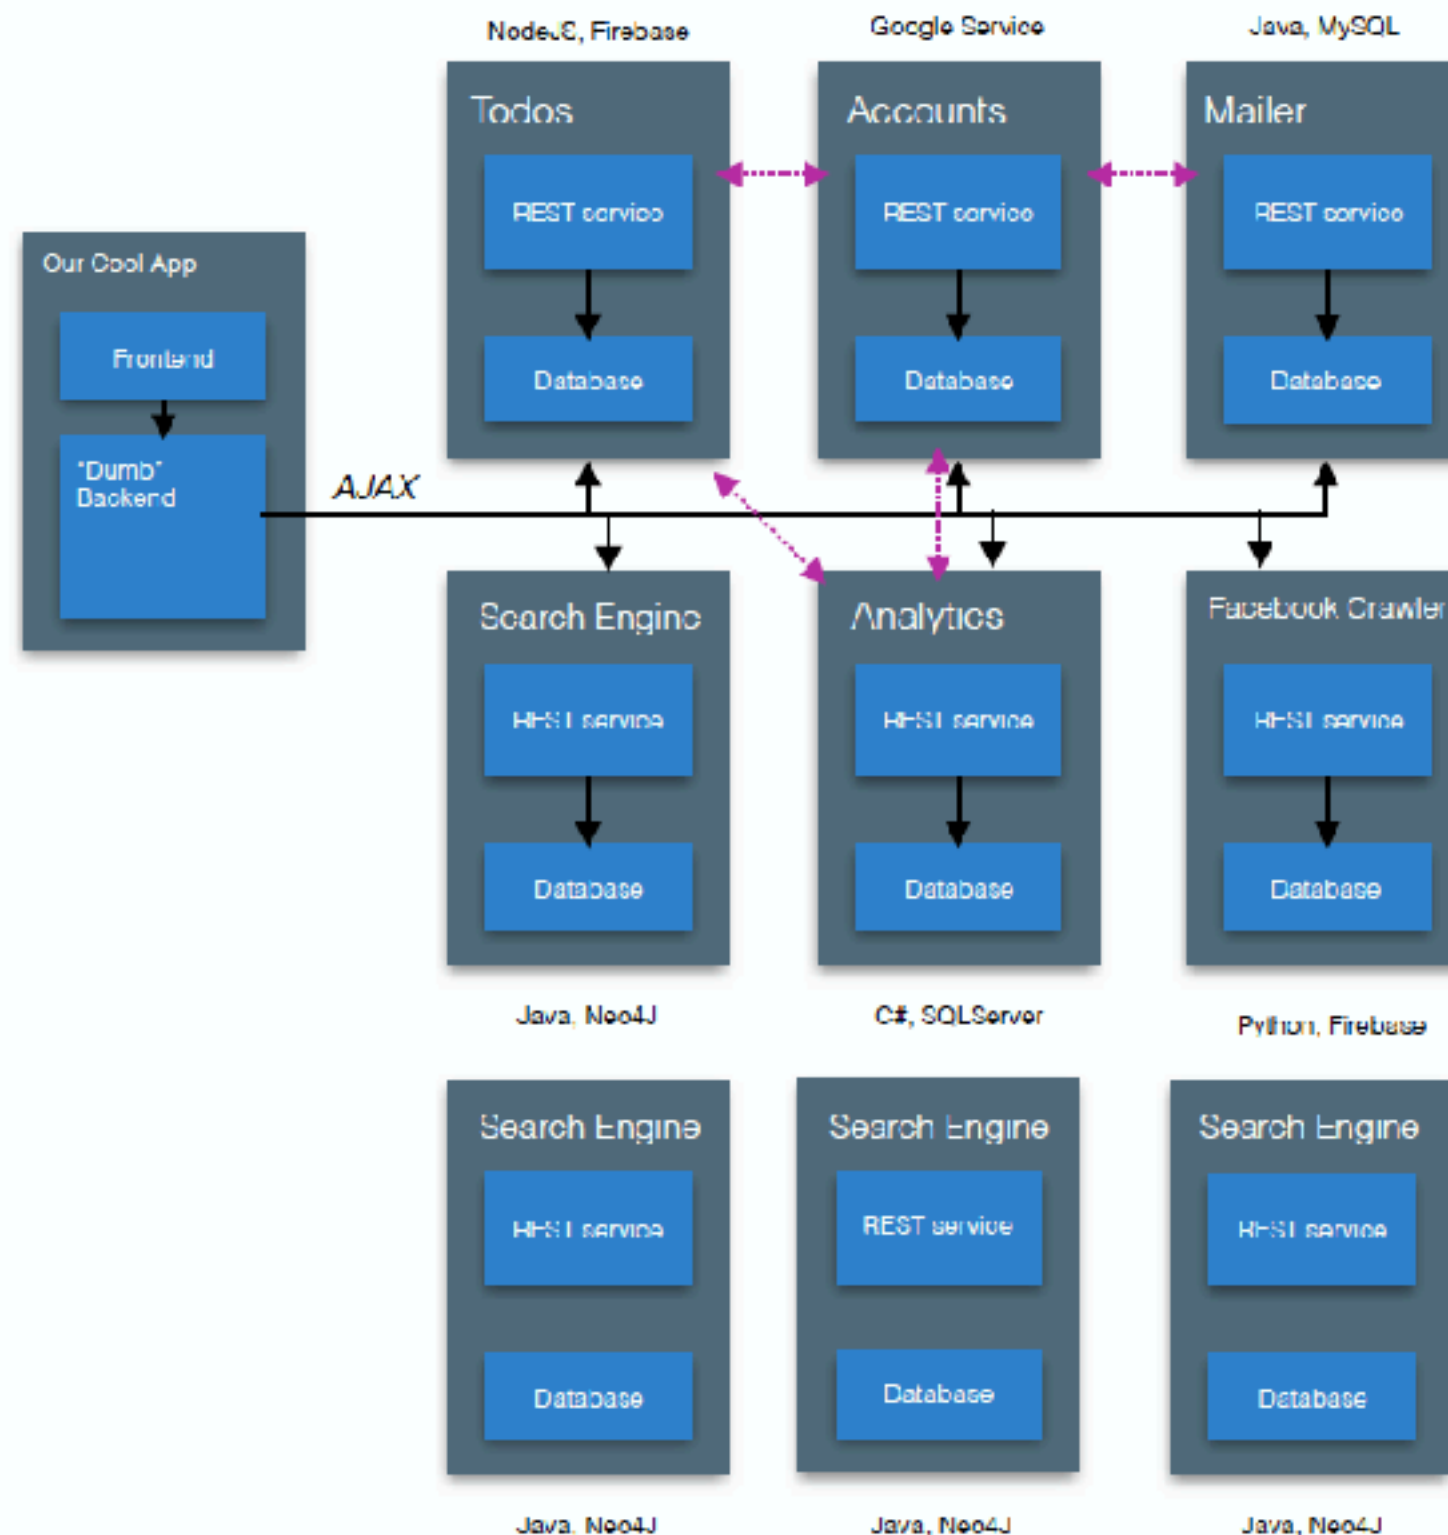 NodeJS, Firebase
Google Service
Java, MySQL
Todos
Accounts
Mailer
REST service
REST service
REST service
Database
Database
Database
Our Cool App
Frontend
"Dumb"
Backend
AJAX
Search Engine
Analytics
Facebook Crawler
REST service
REST service
REST service
Database
Database
Database
Java, Neo4J
C#, SQLServer
Python, Firebase
Search Engine
Search Engine
Search Engine
REST service
REST service
REST service
Database
Database
Database
Java, Neo4J
Java, Neo4J
Java, Neo4J